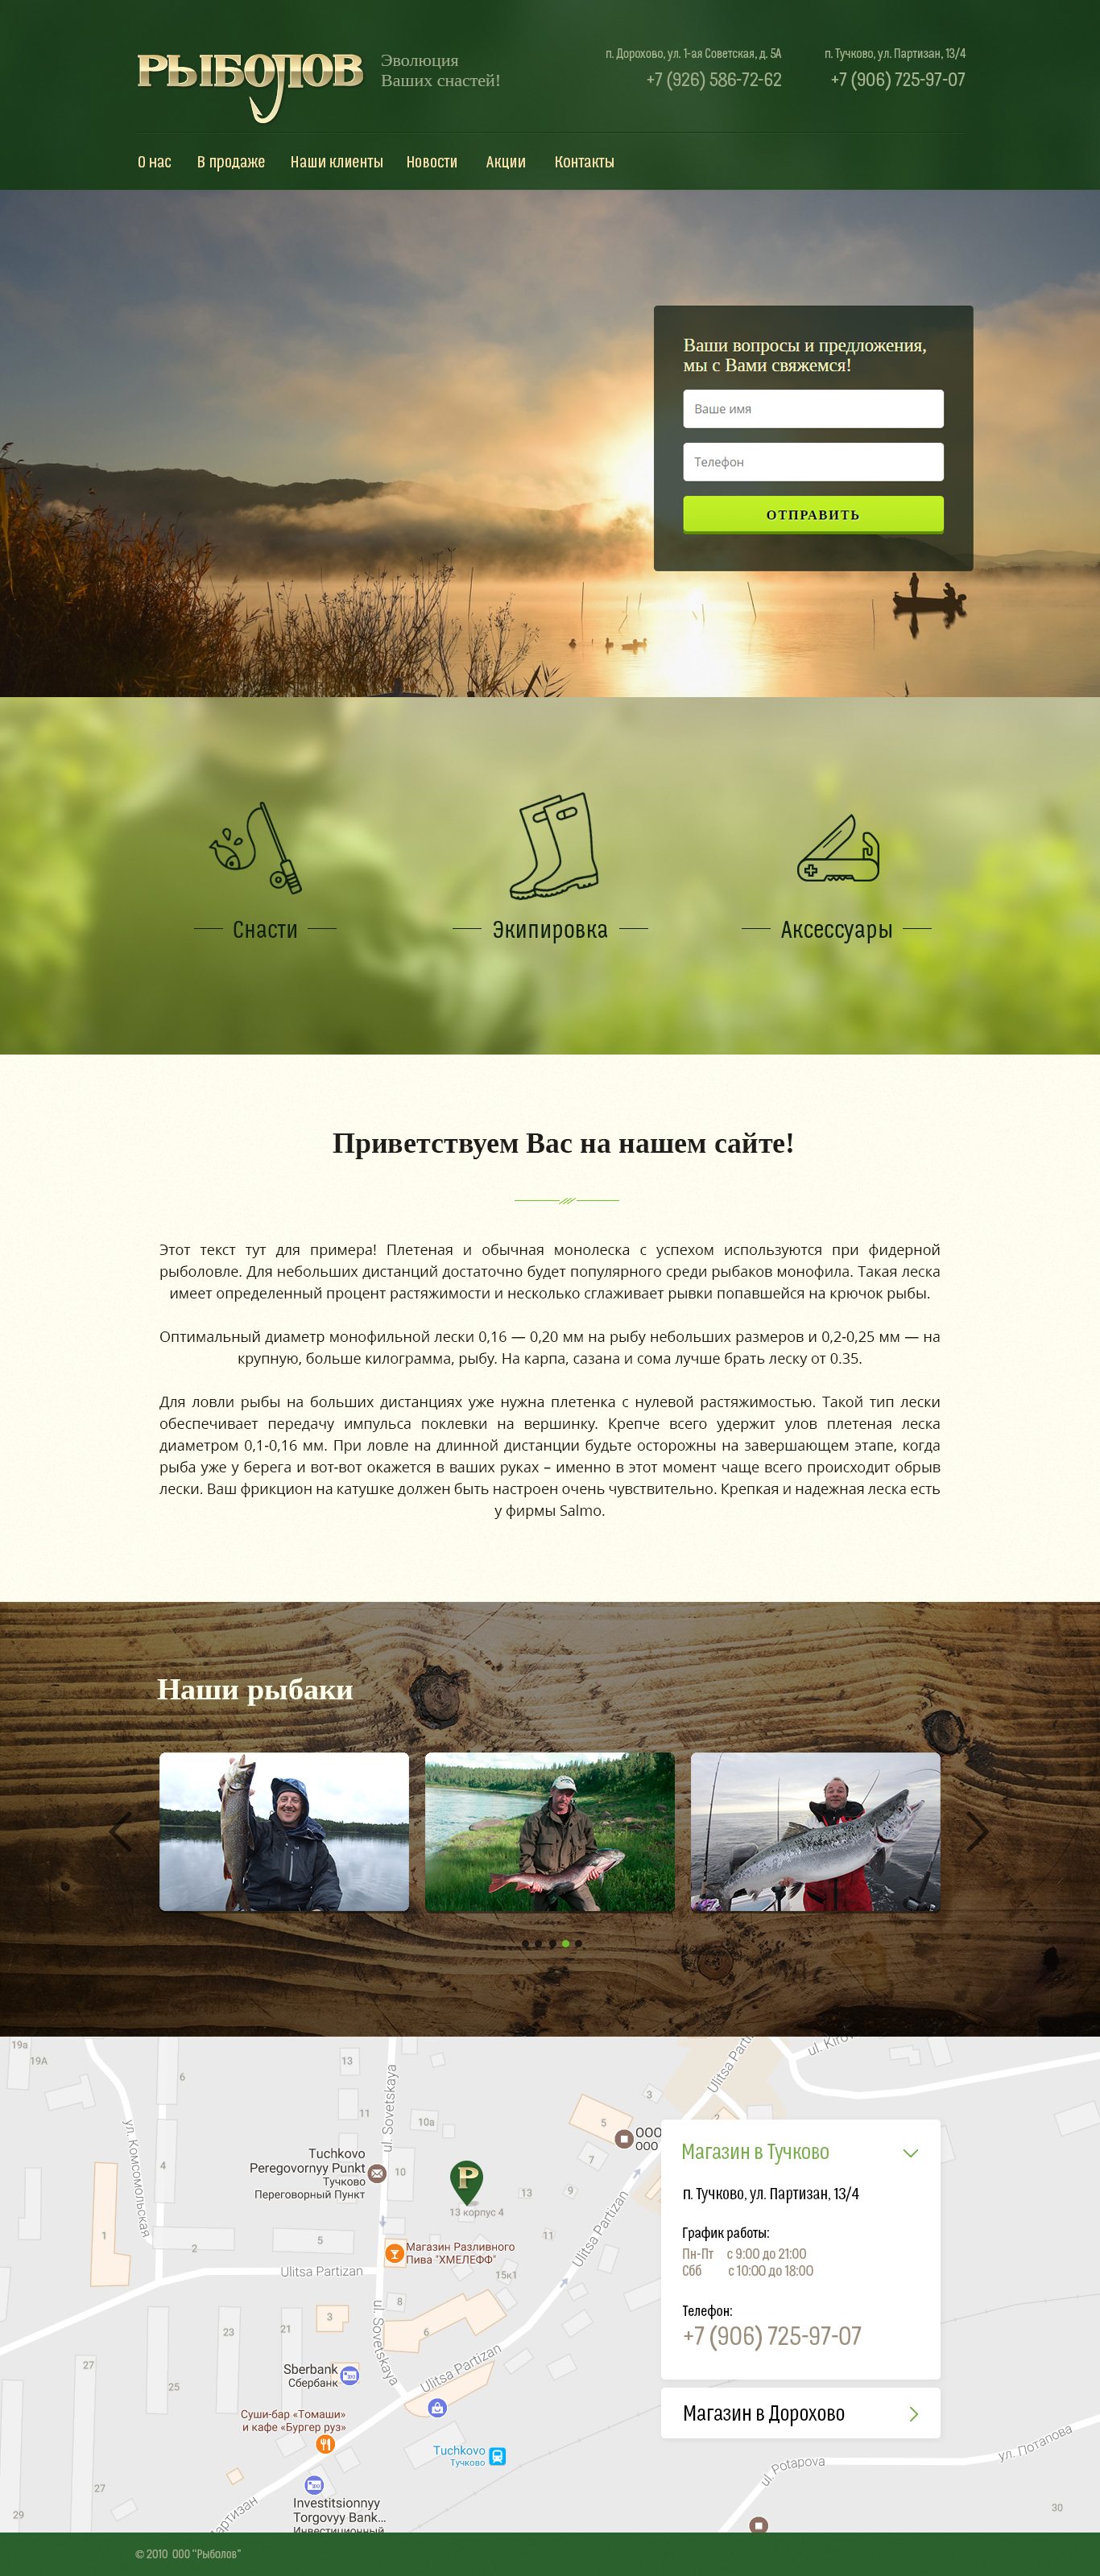 РЫБОЛОВ
Эволюция
Ваших снастей!
п. Дорохово, ул. 1-ая Советская, д. 5А
+7 (926) 586-72-62
п. Тучково, ул. Партизан, 13/4
+7 (906) 725-97-07
О нас
В продаже
Наши клиенты
Новости
Акции
Контакты
Ваши вопросы и предложения,
мы с Вами свяжемся!
Ваше имя
Телефон
ОТПРАВИТЬ
Снасти
Экипировка
Аксессуары
Приветствуем Вас на нашем сайте!
Этот текст тут для примера! Плетеная и обычная монолеска с успехом используются при фидерной
рыболовле. Для небольших дистанций достаточно будет популярного среди рыбаков монофила. Такая леска
имеет определенный процент растяжимости и несколько сглаживает рывки попавшейся на крючок рыбы.
Оптимальный диаметр монофильной лески 0,16 — 0,20 мм на рыбу небольших размеров и 0,2-0,25 мм — на
крупную, больше килограмма, рыбу. На карпа, сазана и сома лучше брать леску от 0.35.
Для ловли рыбы на больших дистанциях уже нужна плетенка с нулевой растяжимостью. Такой тип лески
обеспечивает передачу импульса поклевки на вершинку. Крепче всего удержит улов плетеная леска
диаметром 0,1-0,16 мм. При ловле на длинной дистанции будьте осторожны на завершающем этапе, когда
рыба уже у берега и вот-вот окажется в ваших руках – именно в этот момент чаще всего происходит обрыв
лески. Ваш фрикцион на катушке должен быть настроен очень чувствительно. Крепкая и надежная леска есть
у фирмы Salmo.
Наши рыбаки
19а
19А
6
13
11
10а
ul. Sovetskaya
Ulitsa Parti
ul. Kirov
3
2
5
ООО
ООО
7
ул. Комсомольская
4
Tuchkovo
Peregovornyy Punkt
Тучково
Переговорный Пункт
10
Р
13 корпус 4
13
9
11
Ulitsa Partizan
1
2
5
Магазин Разливного
Пива "ХМЕЛЕФФ"
15к1
Ulitsa Partizan
8
3
6
23
21
ul. Sovetskaya
Ulitsa Partizan
27
25
Sberbank
Сбербанк
Суши-бар «Томаши»
и кафе «Бургер руз»
Tuchkovo
Тучково
27
29
Investitsionnyy
Torgovyy Bank...
Инвестиционный
артизан
ul. Potapova
ул. Потапова
30
Магазин в Тучково
п. Тучково, ул. Партизан, 13/4
График работы:
Пн-Пт с 9:00 до 21:00
Сбб с 10:00 до 18:00
Телефон:
+7 (906) 725-97-07
Магазин в Дорохово
© 2010 ООО "Рыболов"